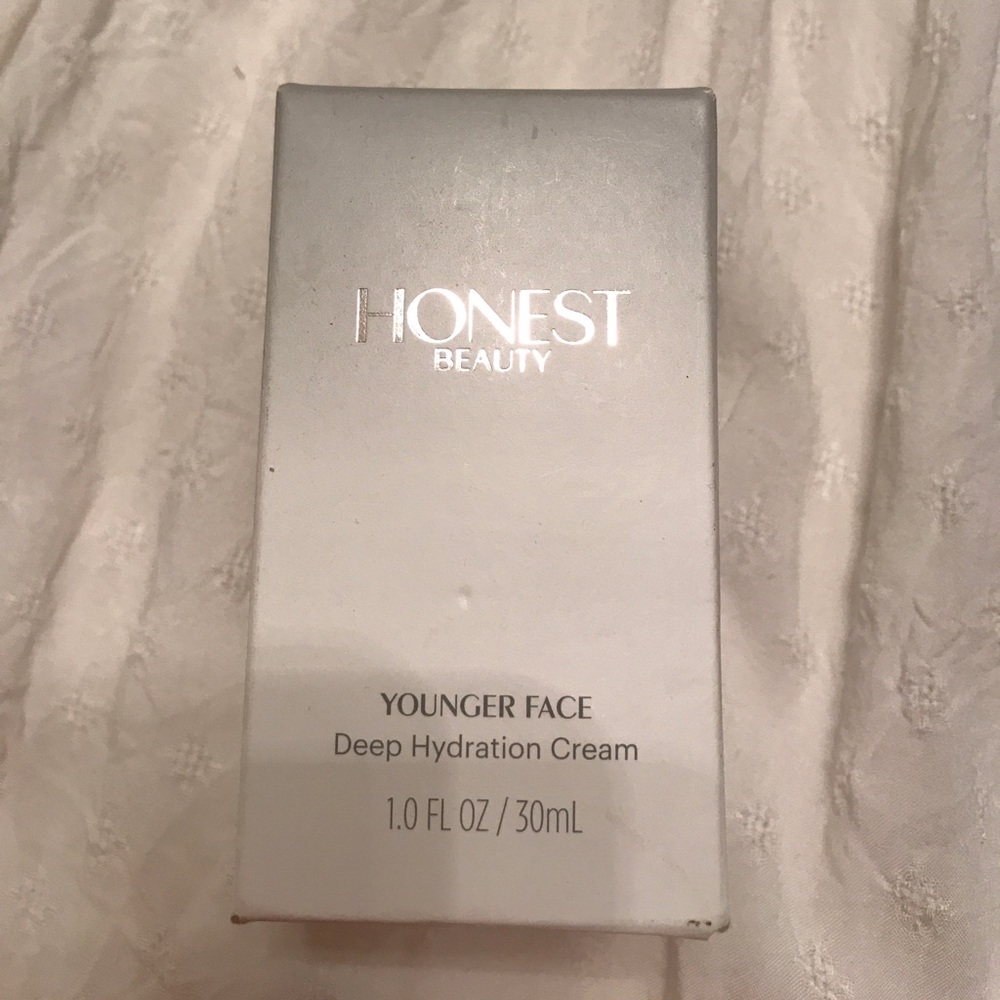 HONEST
BEAUTY
YOUNGER FACE
Deep Hydration Cream
1.0 FL OZ / 30mL